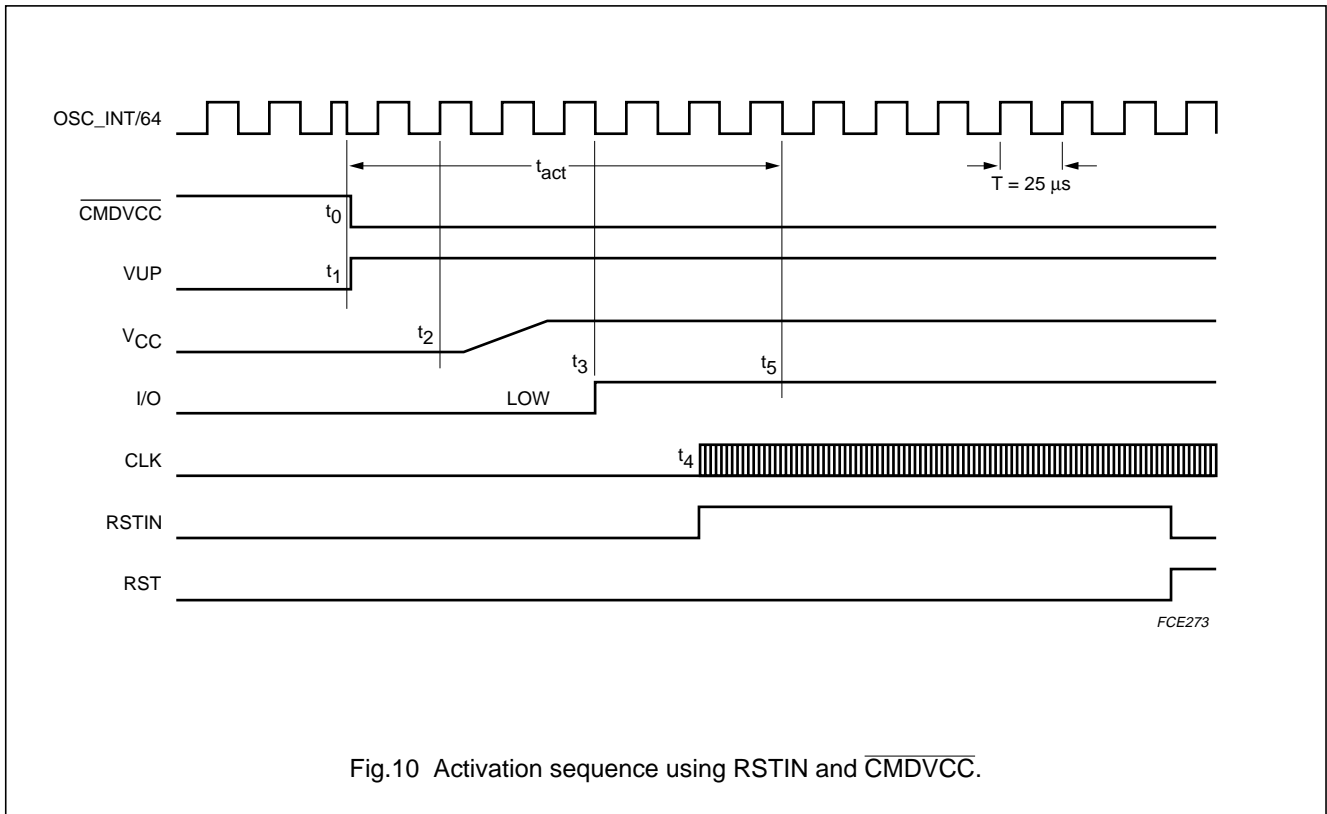 OSC_INT/64
tact
T = 25 μs
CMDVCC
t0
VUP
t1
VCC
t2
t3
t5
I/O
LOW
CLK
t4
RSTIN
RST
FCE273
Fig.10 Activation sequence using RSTIN and CMDVCC.